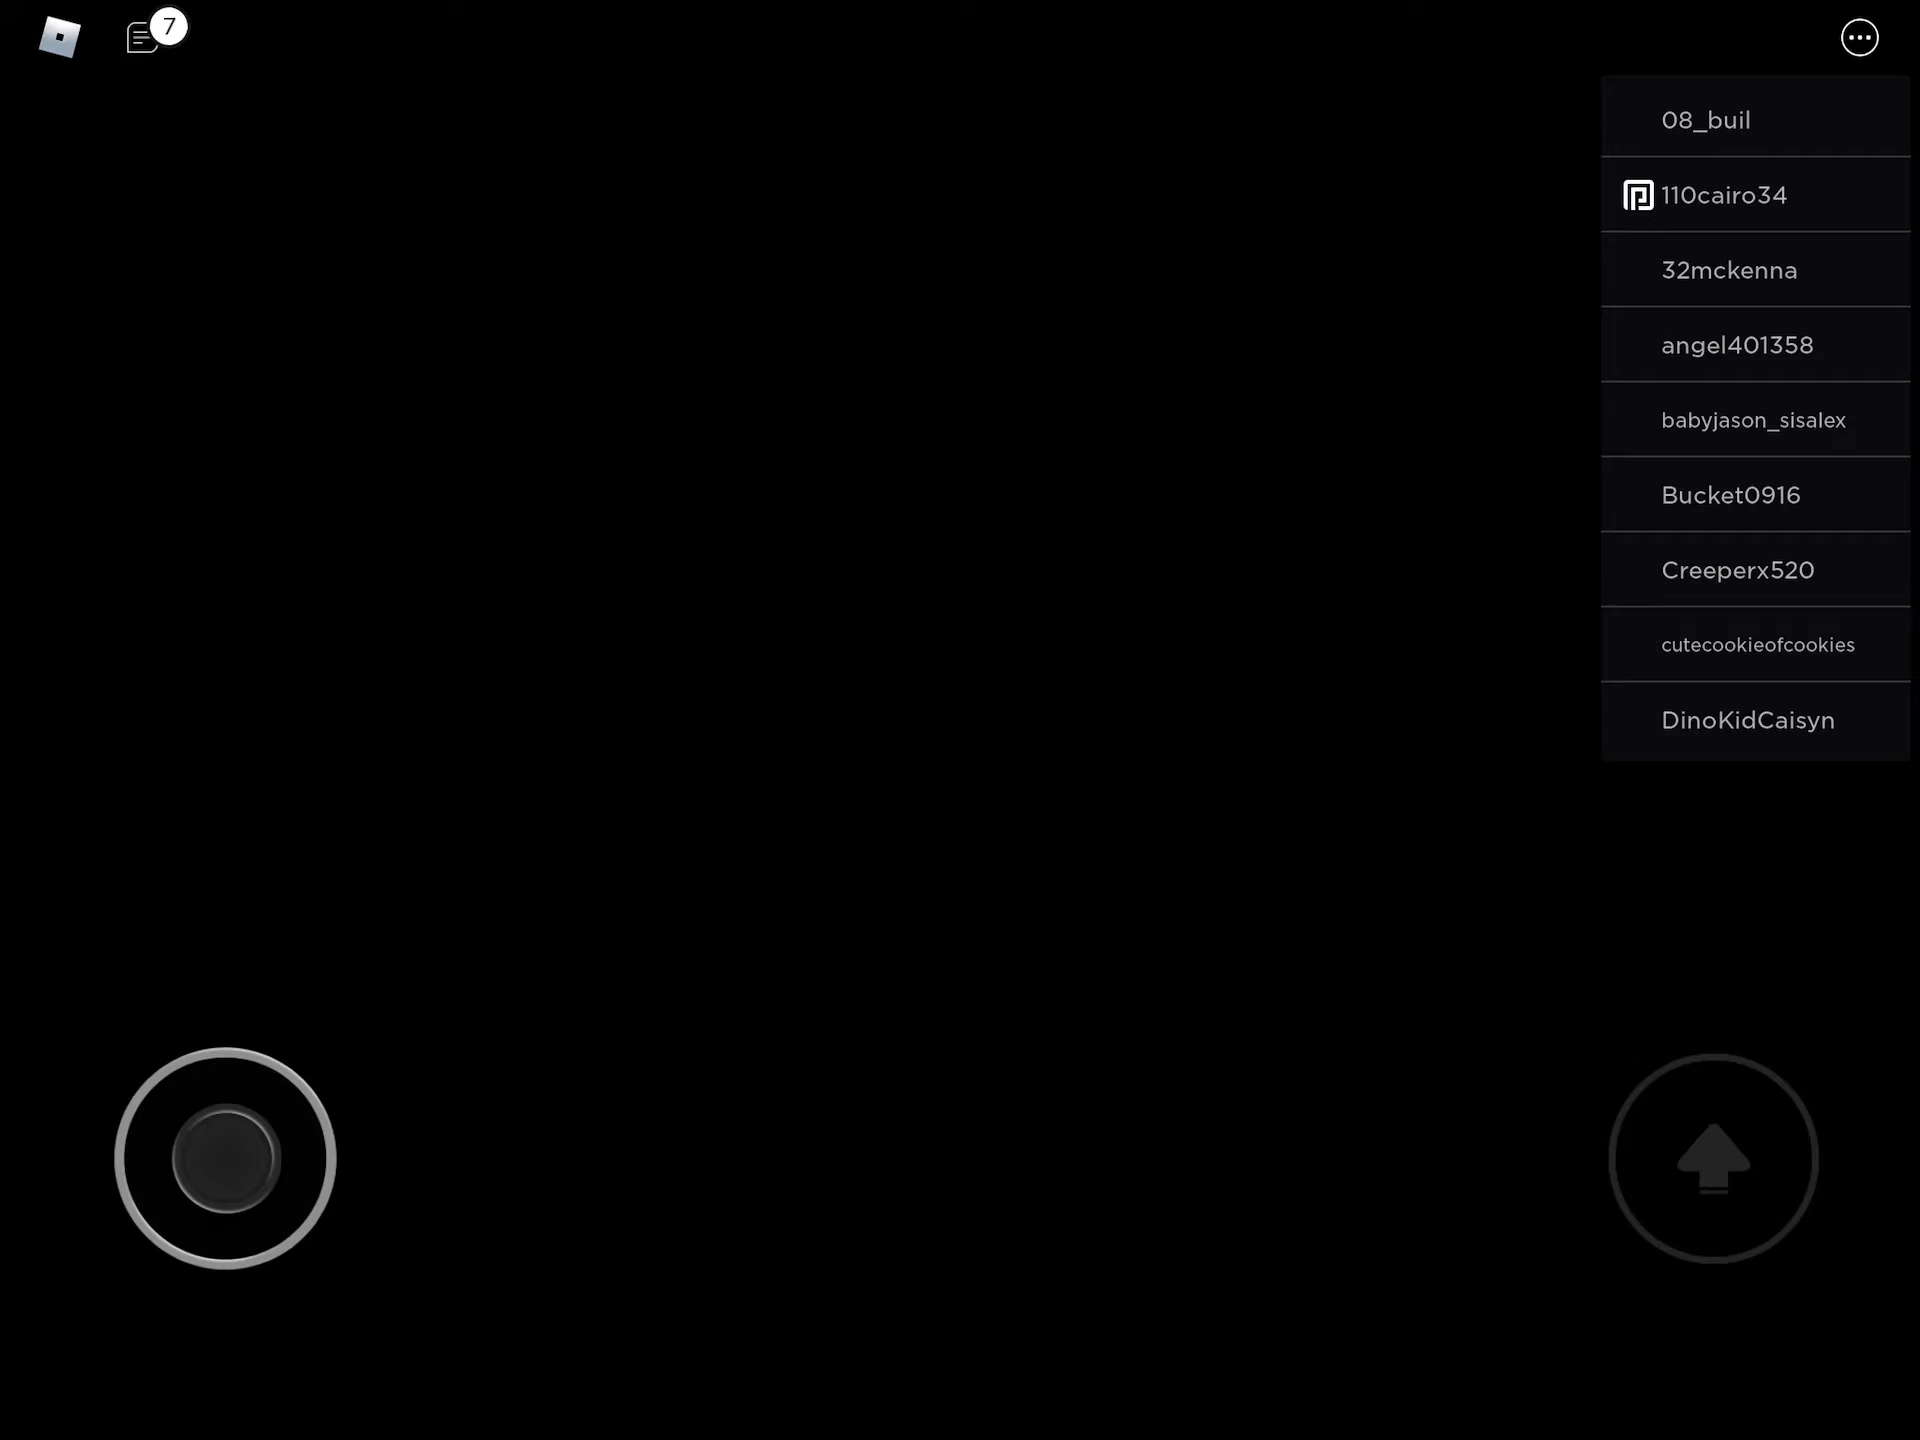 7
08_buil
110cairo34
32mckenna
angel401358
babyjason_sisalex
Bucket0916
Creeperx520
cutecookieofcookies
DinoKidCaisyn